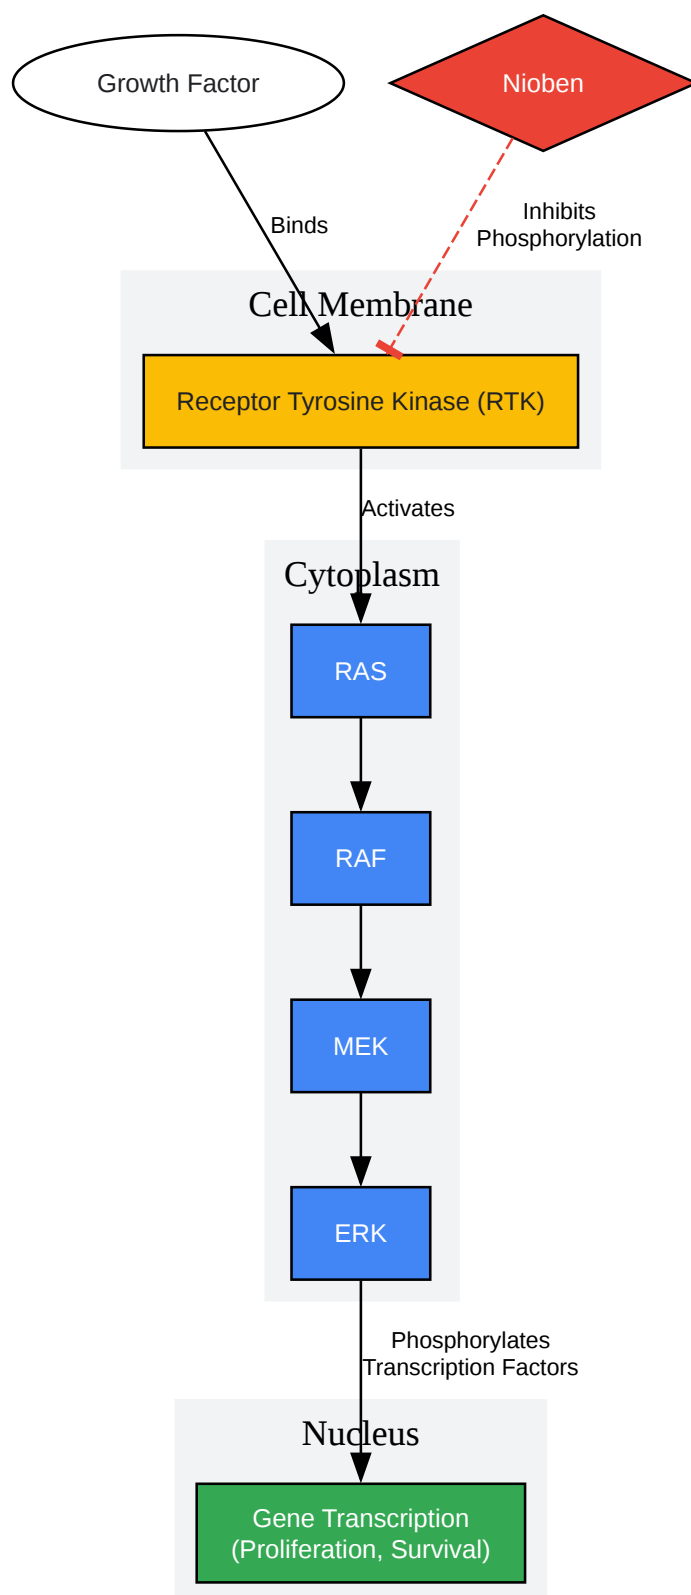 Growth Factor
Nioben
Binds
Inhibits
Phosphorylation
Cell Membrane
Receptor Tyrosine Kinase (RTK)
Activates
Cytoplasm
RAS
RAF
MEK
ERK
Phosphorylates
Transcription Factors
Nucleus
Gene Transcription
(Proliferation, Survival)